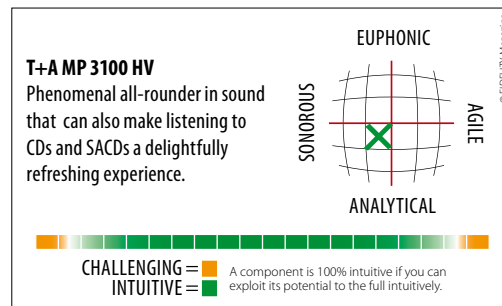 T+A MP 3100 HV
Phenomenal all-rounder in sound
that can also make listening to
CDs and SACDs a delightfully
refreshing experience.
EUPHONIC
SONOROUS
AGILE
ANALYTICAL
CHALLENGING =
INTUITIVE =
A component is 100% intuitive if you can
exploit its potential to the full intuitively.